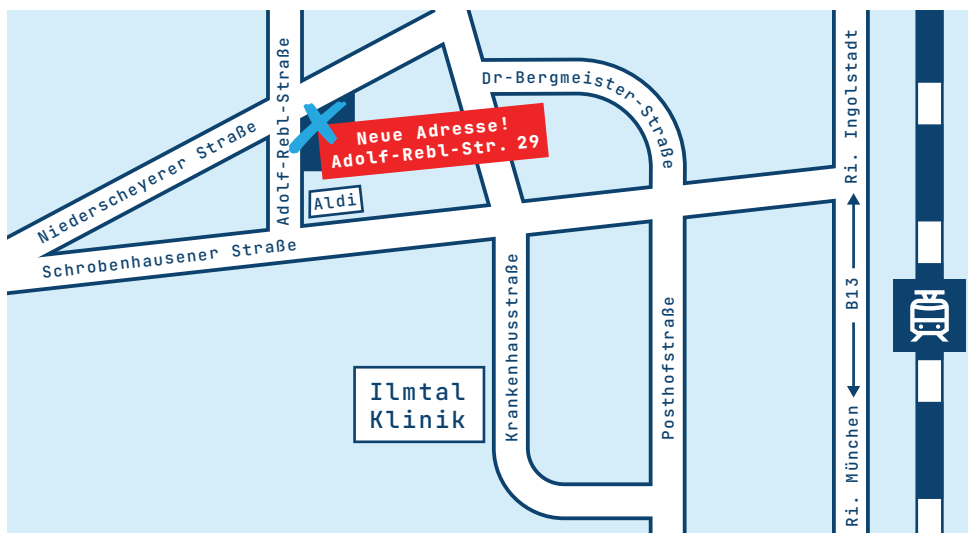 Adolf-Rebl-Straße
Niederscheyerer Straße
Dr-Bergmeister-Straße
Ri. Ingolstadt
Neue Adresse!
Adolf-Rebl-Str. 29
Aldi
Schrobenhausener Straße
Krankenhausstraße
Posthofstraße
B13
Ilmtal
Klinik
Ri. München